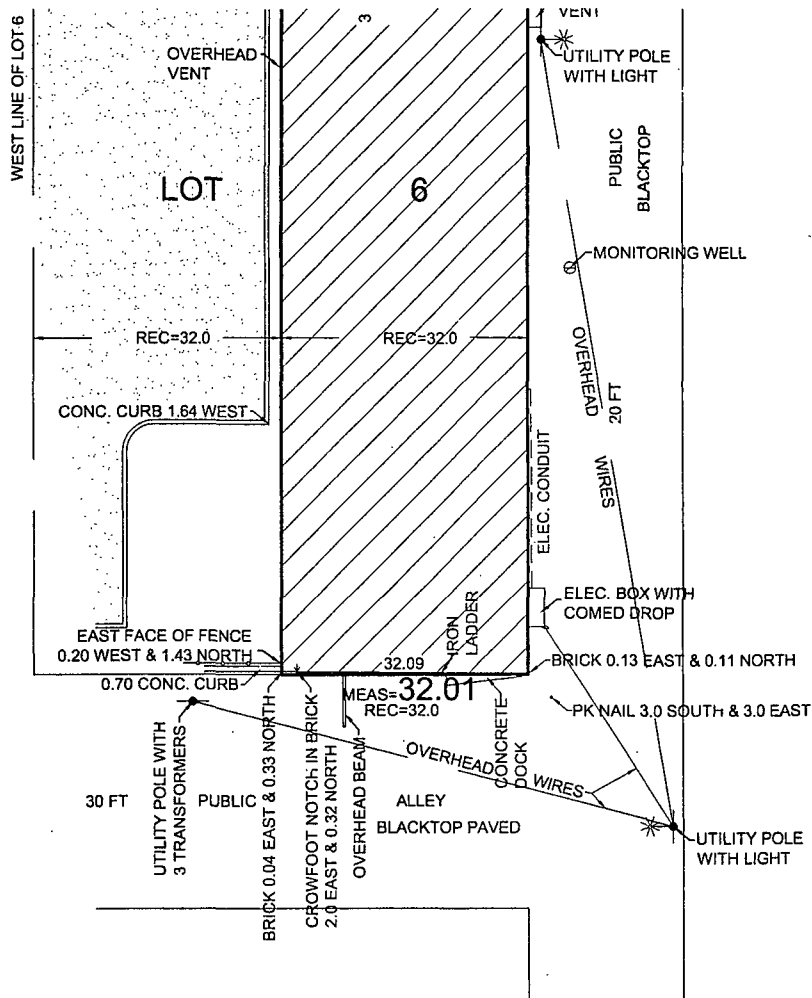 3
VENT
OVERHEAD
VENT
UTILITY POLE
WITH LIGHT
WEST LINE OF LOT 6
PUBLIC
BLACKTOP
LOT
6
MONITORING WELL
REC=32.0
REC=32.0
OVERHEAD
20 FT
CONC. CURB 1.64 WEST
WIRES
ELEC. CONDUIT
ELEC. BOX WITH
COMED DROP
EAST FACE OF FENCE
0.20 WEST & 1.43 NORTH
IRON
LADDER
32.09
BRICK 0.13 EAST & 0.11 NORTH
0.70 CONC. CURB
MEAS=32.01
REC=32.0
PK NAIL 3.0 SOUTH & 3.0 EAST
UTILITY POLE WITH
3 TRANSFORMERS
BRICK 0.04 EAST & 0.33 NORTH
CROWFOOT NOTCH IN BRICK
2.0 EAST & 0.32 NORTH
OVERHEAD BEAM
CONCRETE
DOCK
OVERHEAD
WIRES
30 FT
PUBLIC
ALLEY
BLACKTOP PAVED
UTILITY POLE
WITH LIGHT